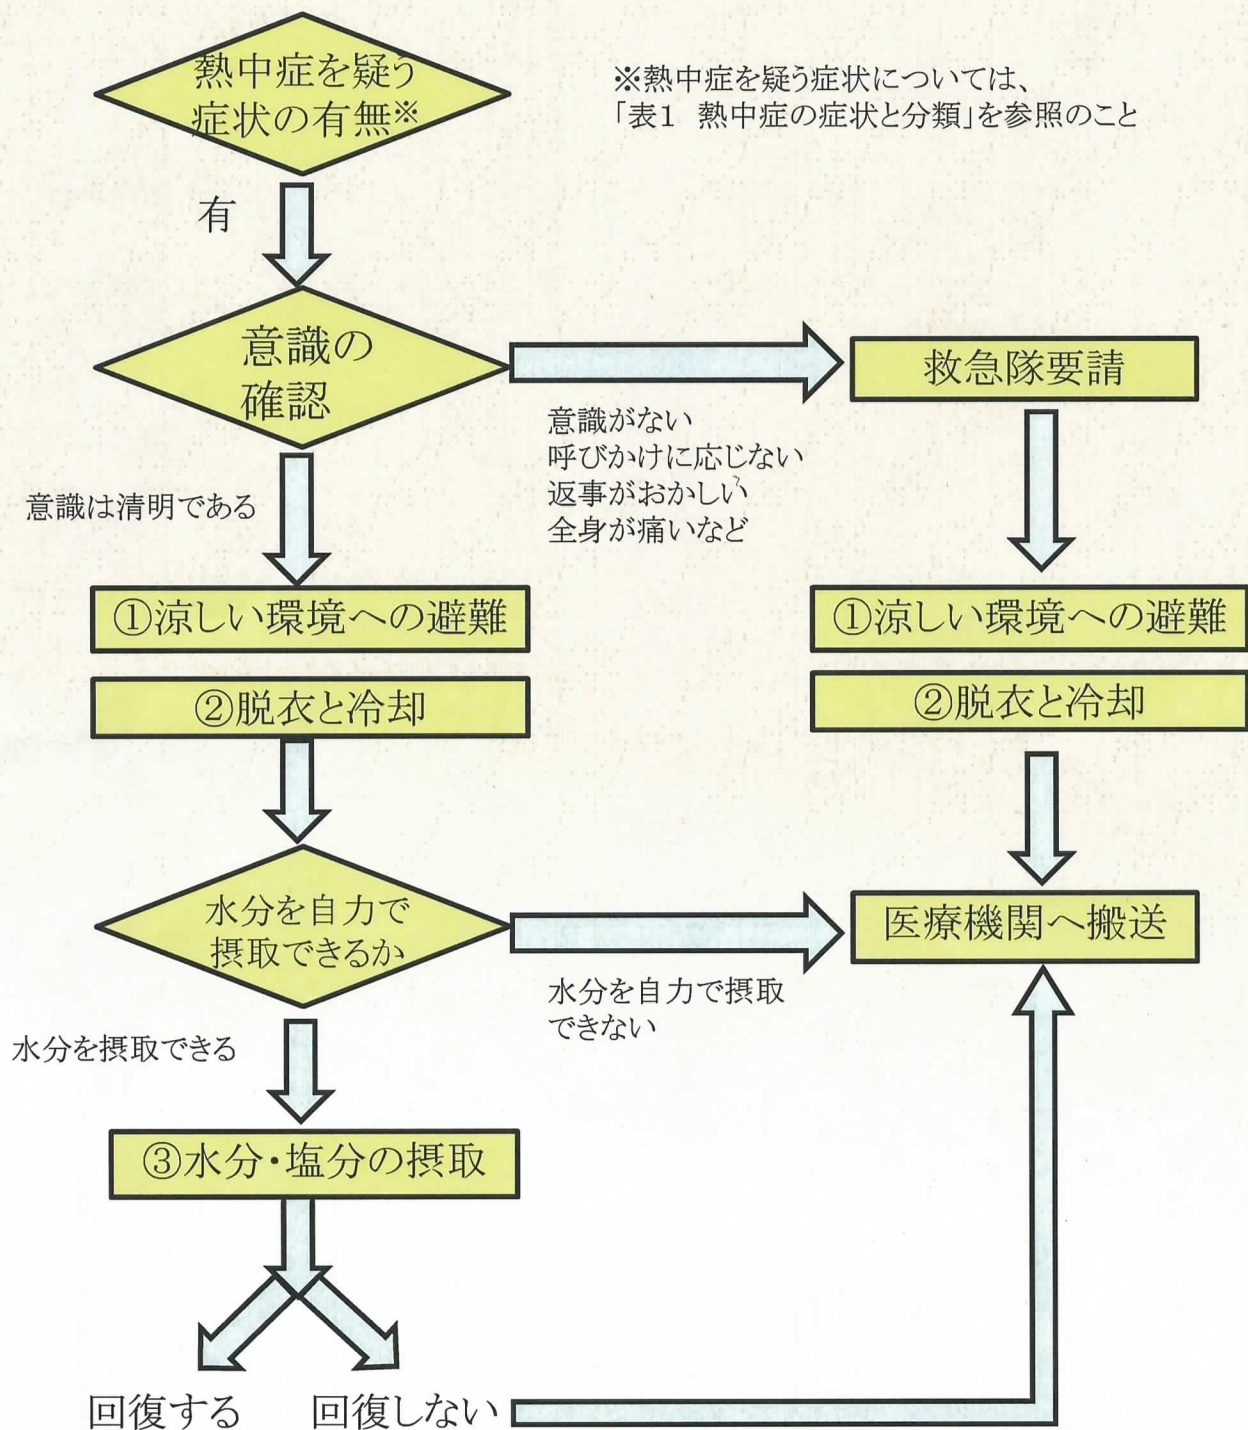 熱中症を疑う
症状の有無※
※熱中症を疑う症状については、
「表1 熱中症の症状と分類」を参照のこと
有
意識の
確認
救急隊要請
意識がない
呼びかけに応じない
返事がおかしい
全身が痛いなど
意識は清明である
①涼しい環境への避難
②脱衣と冷却
①涼しい環境への避難
②脱衣と冷却
水分を自力で
摂取できるか
医療機関へ搬送
水分を自力で摂取
できない
水分を摂取できる
③水分・塩分の摂取
回復する
回復しない